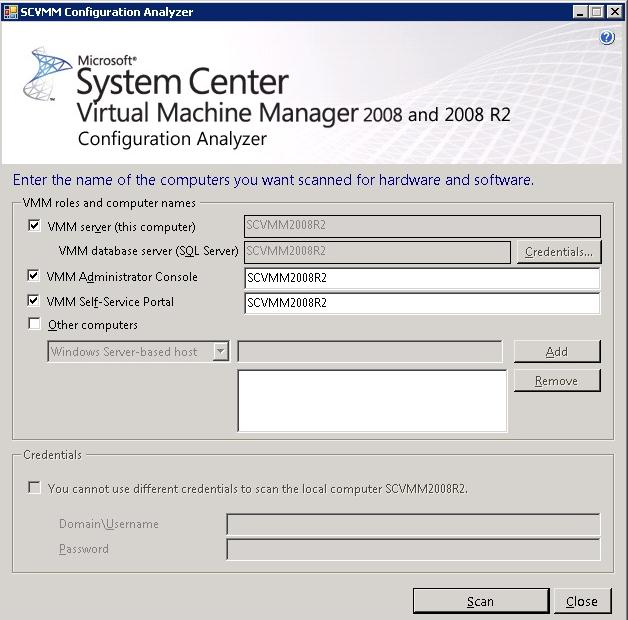 SCVMM Configuration Analyzer
?
Microsoft®
System Center
Virtual Machine Manager 2008 and 2008 R2
Configuration Analyzer
Enter the name of the computers you want scanned for hardware and software.
VMM roles and computer names
VMM server (this computer) SCVMM2008R2
VMM database server (SQL Server) SCVMM2008R2 Credentials...
VMM Administrator Console SCVMM2008R2
VMM Self-Service Portal SCVMM2008R2
Other computers
Windows Server-based host Add
Remove
Credentials
You cannot use different credentials to scan the local computer SCVMM2008R2.
Domain\Username
Password
Scan Close